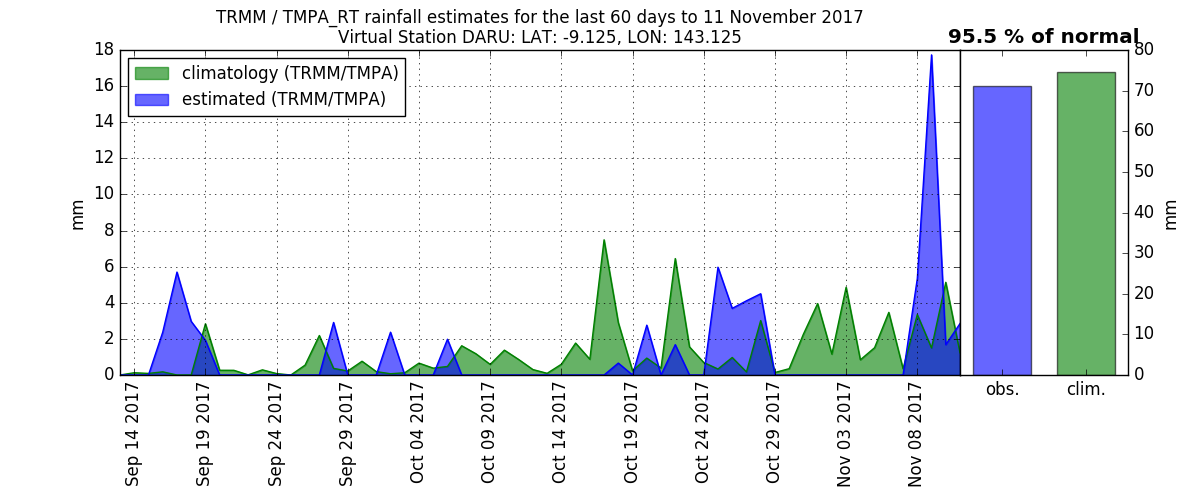 TRMM / TMPA_RT rainfall estimates for the last 60 days to 11 November 2017
Virtual Station DARU: LAT: -9.125, LON: 143.125
95.5 % of normal
climatology (TRMM/TMPA)
estimated (TRMM/TMPA)
mm
18
16
14
12
10
8
6
4
2
0
Sep 14 2017
Sep 19 2017
Sep 24 2017
Sep 29 2017
Oct 04 2017
Oct 09 2017
Oct 14 2017
Oct 19 2017
Oct 24 2017
Oct 29 2017
Nov 03 2017
Nov 08 2017
obs.
clim.
80
70
60
50
40
30
20
10
0
mm